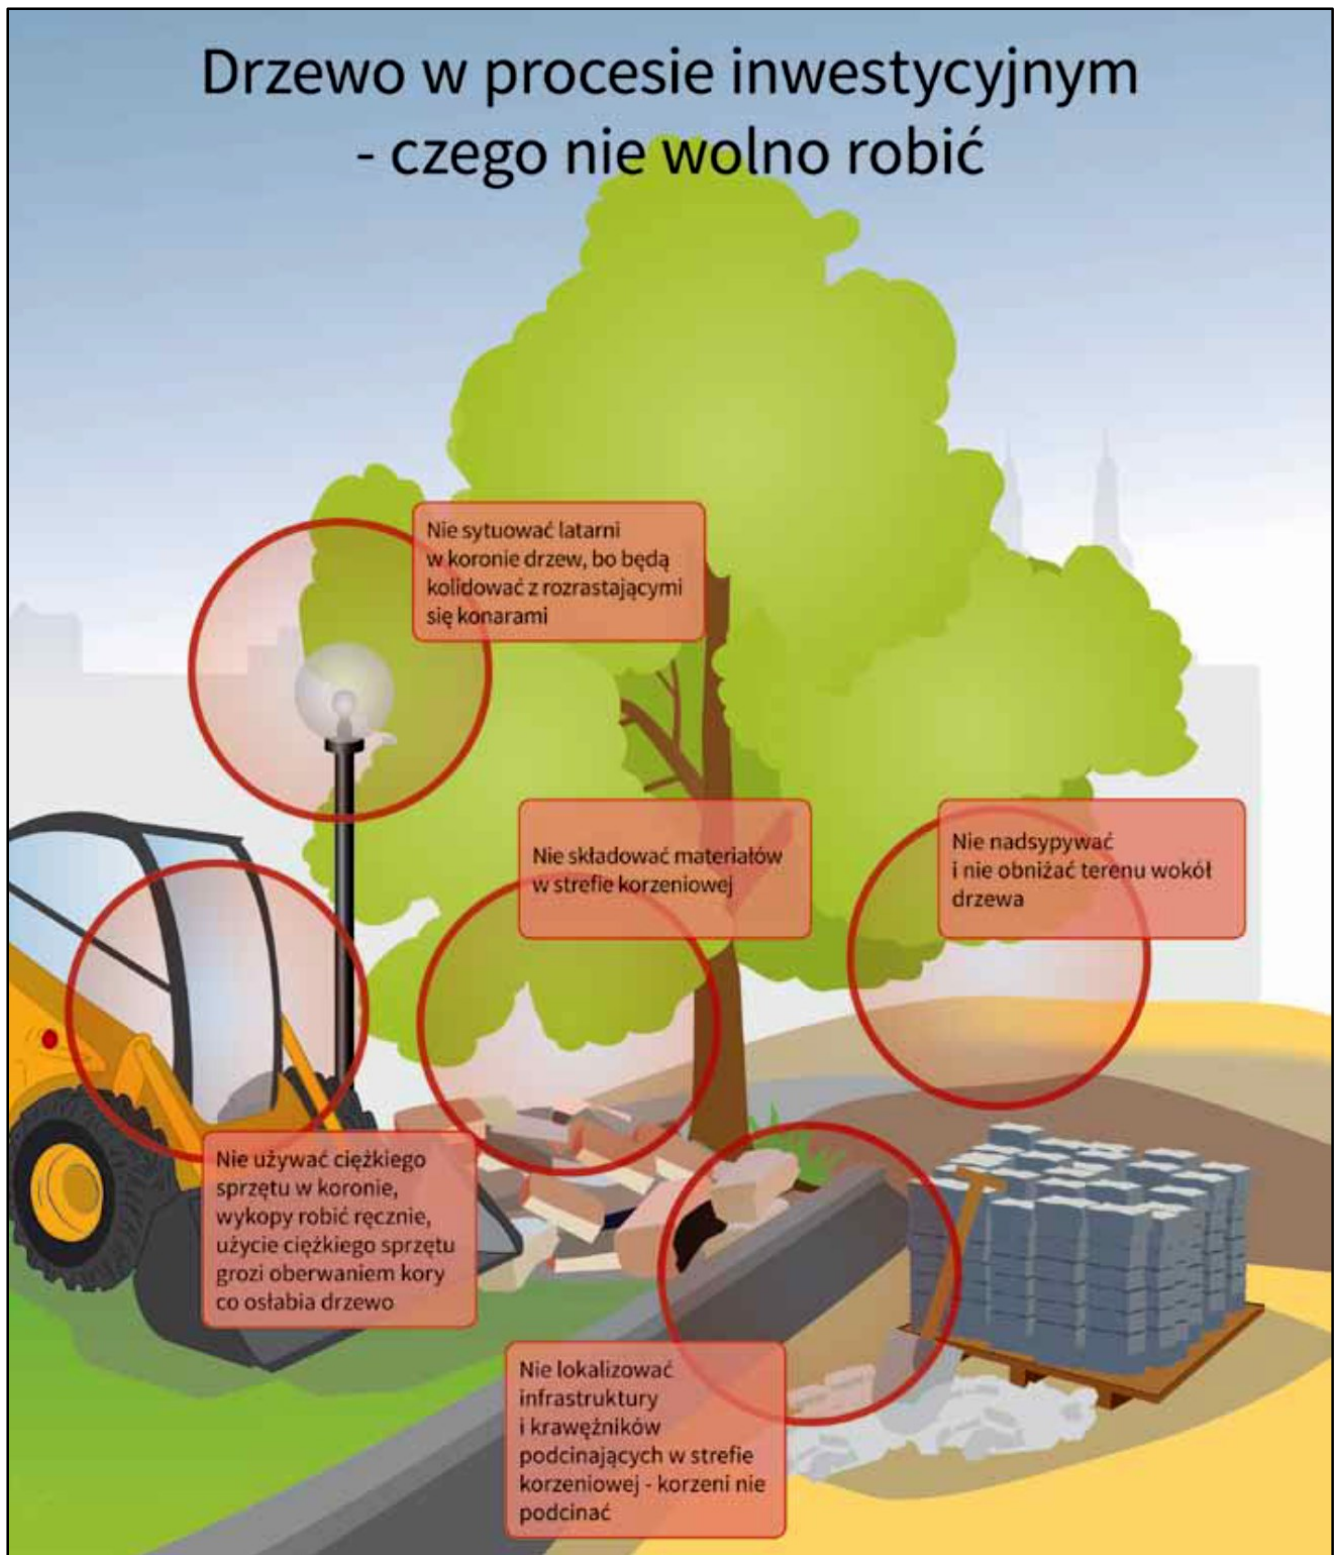 Drzewo w procesie inwestycyjnym
- czego nie wolno robić
Nie sytuować latarni
w koronie drzew, bo będą
kolidować z rozrastającymi
się konarami
Nie składować materiałów
w strefie korzeniowej
Nie nadsypywać
i nie obniżać terenu wokół
drzewa
Nie używać ciężkiego
sprzętu w koronie,
wykopy robić ręcznie,
użycie ciężkiego sprzętu
grozi oberwaniem kory
co osłabia drzewo
Nie lokalizować
infrastruktury
i krawężników
podcinających w strefie
korzeniowej - korzeni nie
podcinać